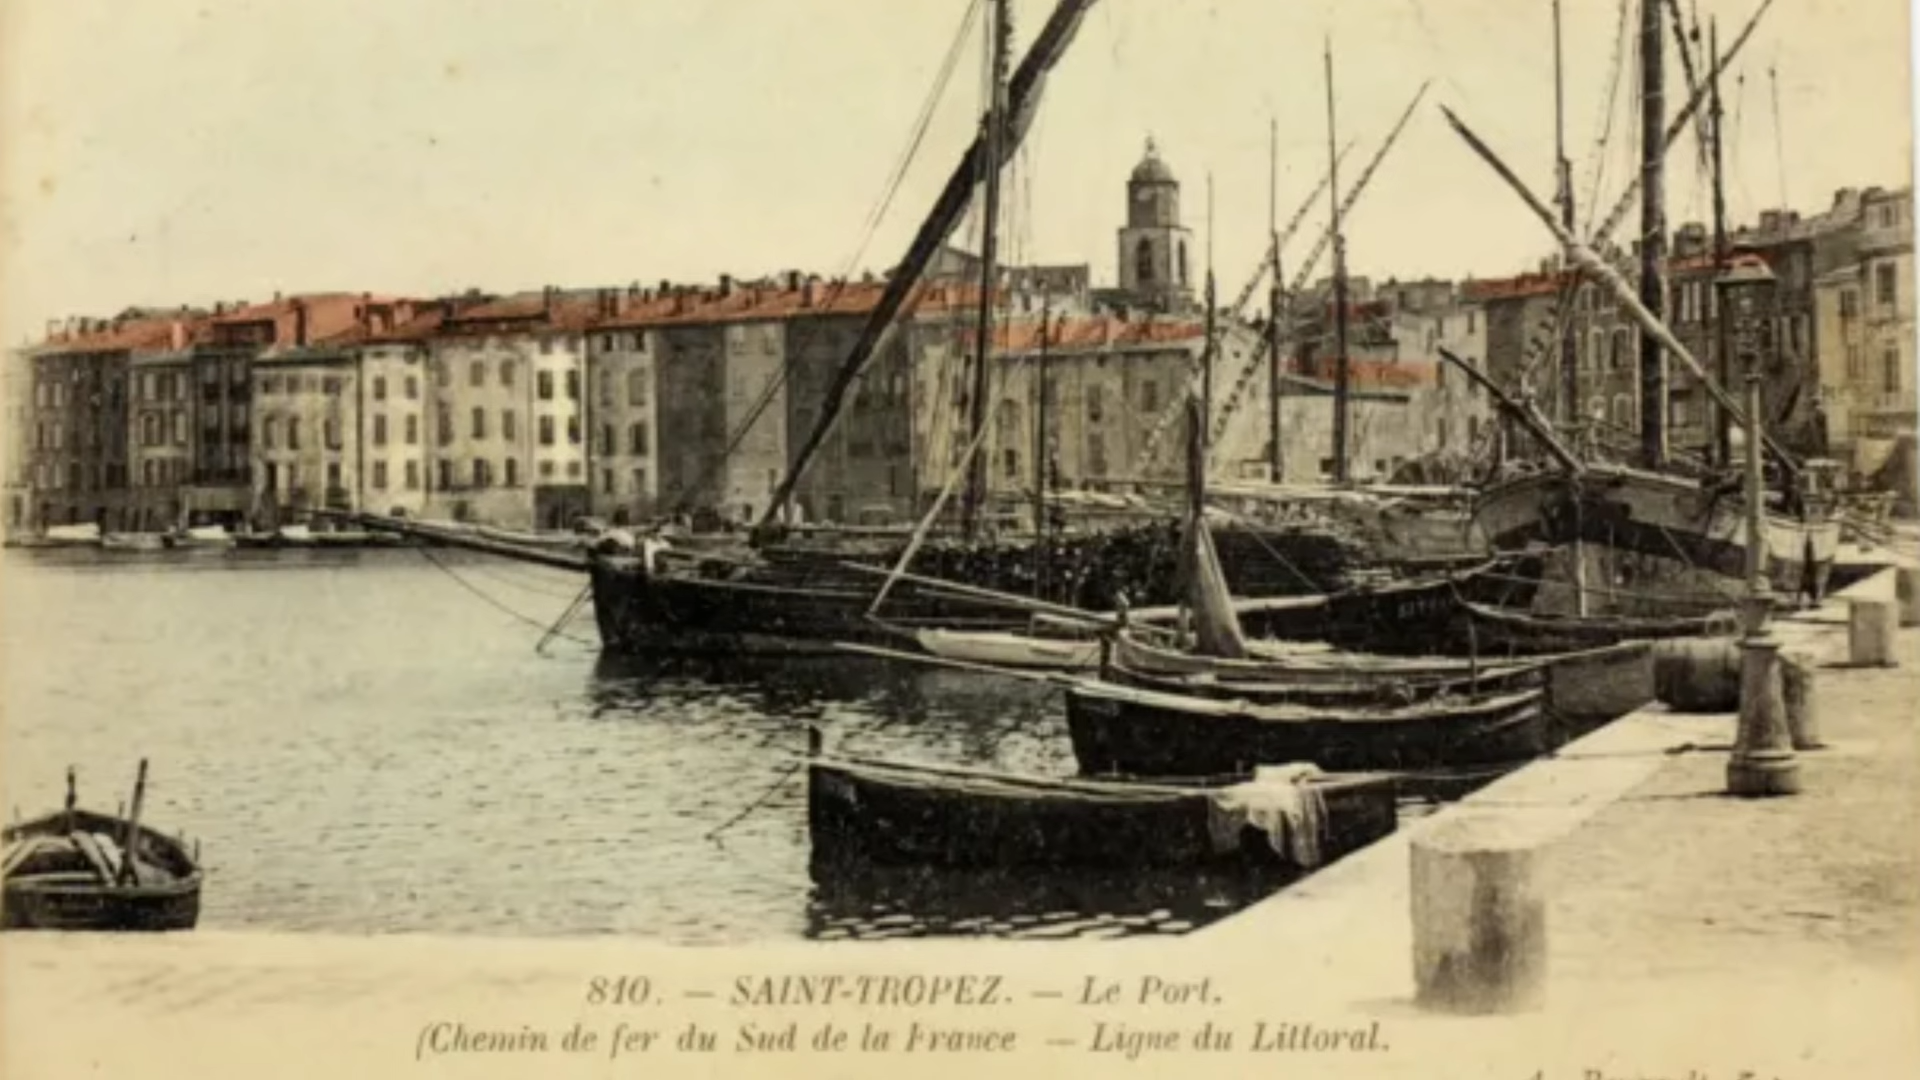 810. — SAINT-TROPEZ. — Le Port.
(Chemin de fer du Sud de la France — Ligne du Littoral.